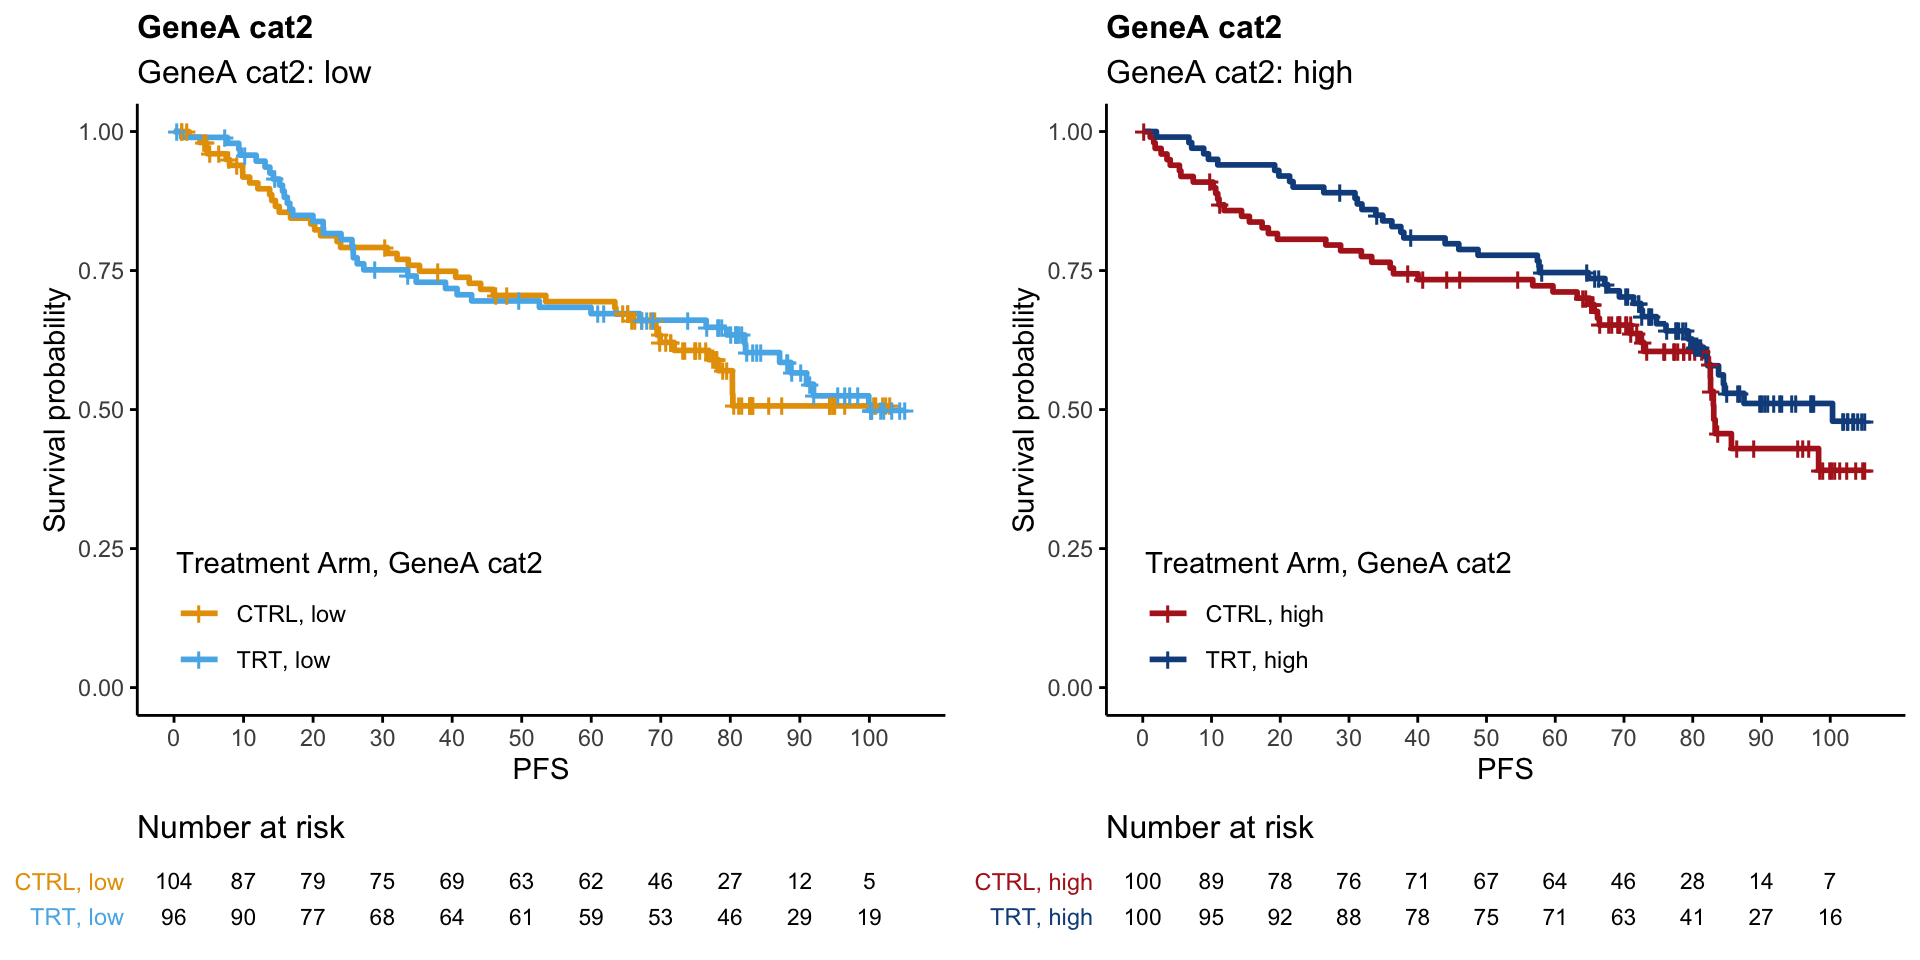 GeneA cat2
GeneA cat2: low
Survival probability
1.00
0.75
0.50
0.25
0.00
Treatment Arm, GeneA cat2
CTRL, low
TRT, low
0 10 20 30 40 50 60 70 80 90 100
PFS
Number at risk
CTRL, low 104 87 79 75 69 63 62 46 27 12 5
TRT, low 96 90 77 68 64 61 59 53 46 29 19
GeneA cat2
GeneA cat2: high
Survival probability
1.00
0.75
0.50
0.25
0.00
Treatment Arm, GeneA cat2
CTRL, high
TRT, high
0 10 20 30 40 50 60 70 80 90 100
PFS
Number at risk
CTRL, high 100 89 78 76 71 67 64 46 28 14 7
TRT, high 100 95 92 88 78 75 71 63 41 27 16